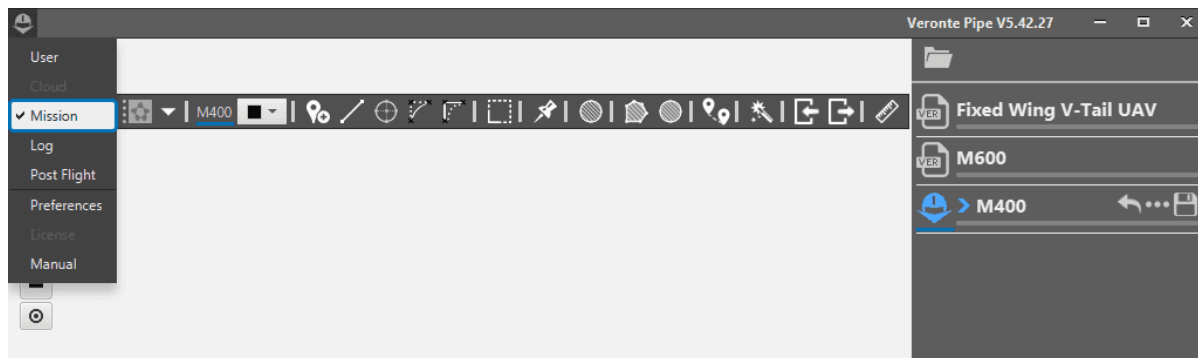 Veronte Pipe V5.42.27
User
Cloud
Mission
Log
Post Flight
Preferences
License
Manual
M400
Fixed Wing V-Tail UAV
M600
M400
VER
VER